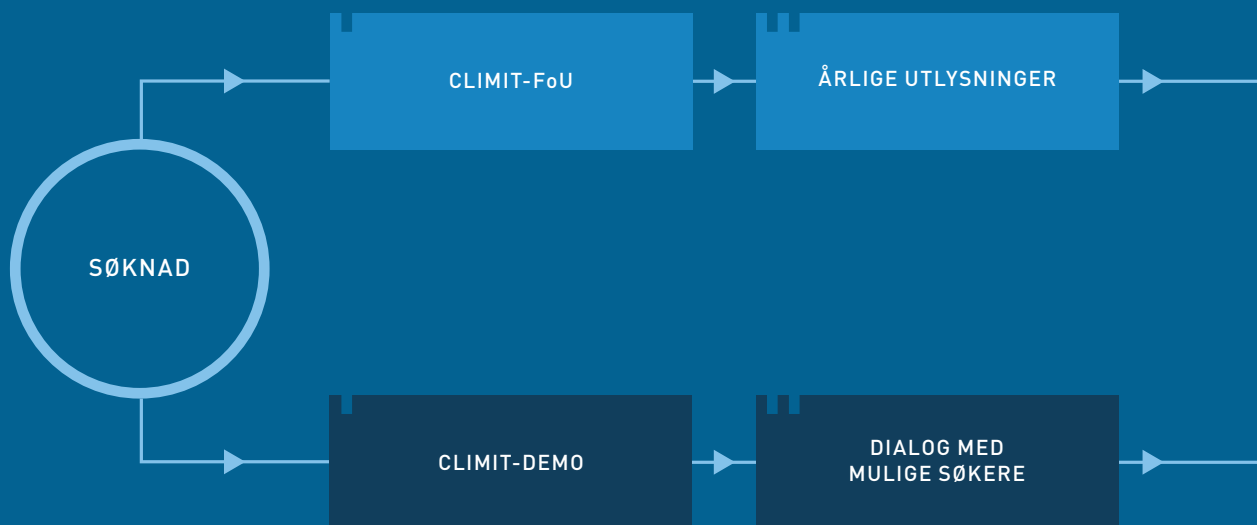 CLIMIT-FoU
ÅRLIGE UTLYSNINGER
SØKNAD
CLIMIT-DEMO
DIALOG MED
MULIGE SØKERE